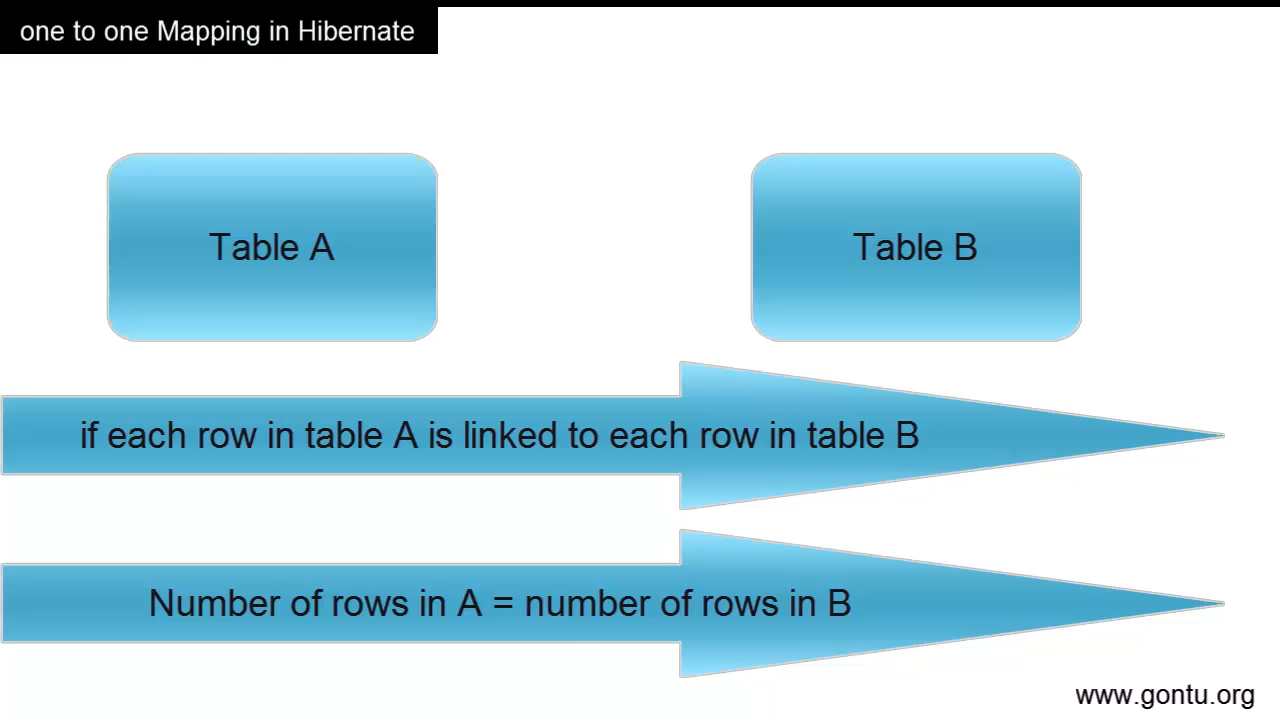 one to one Mapping in Hibernate
Table A
Table B
if each row in table A is linked to each row in table B
Number of rows in A = number of rows in B
www.gontu.org